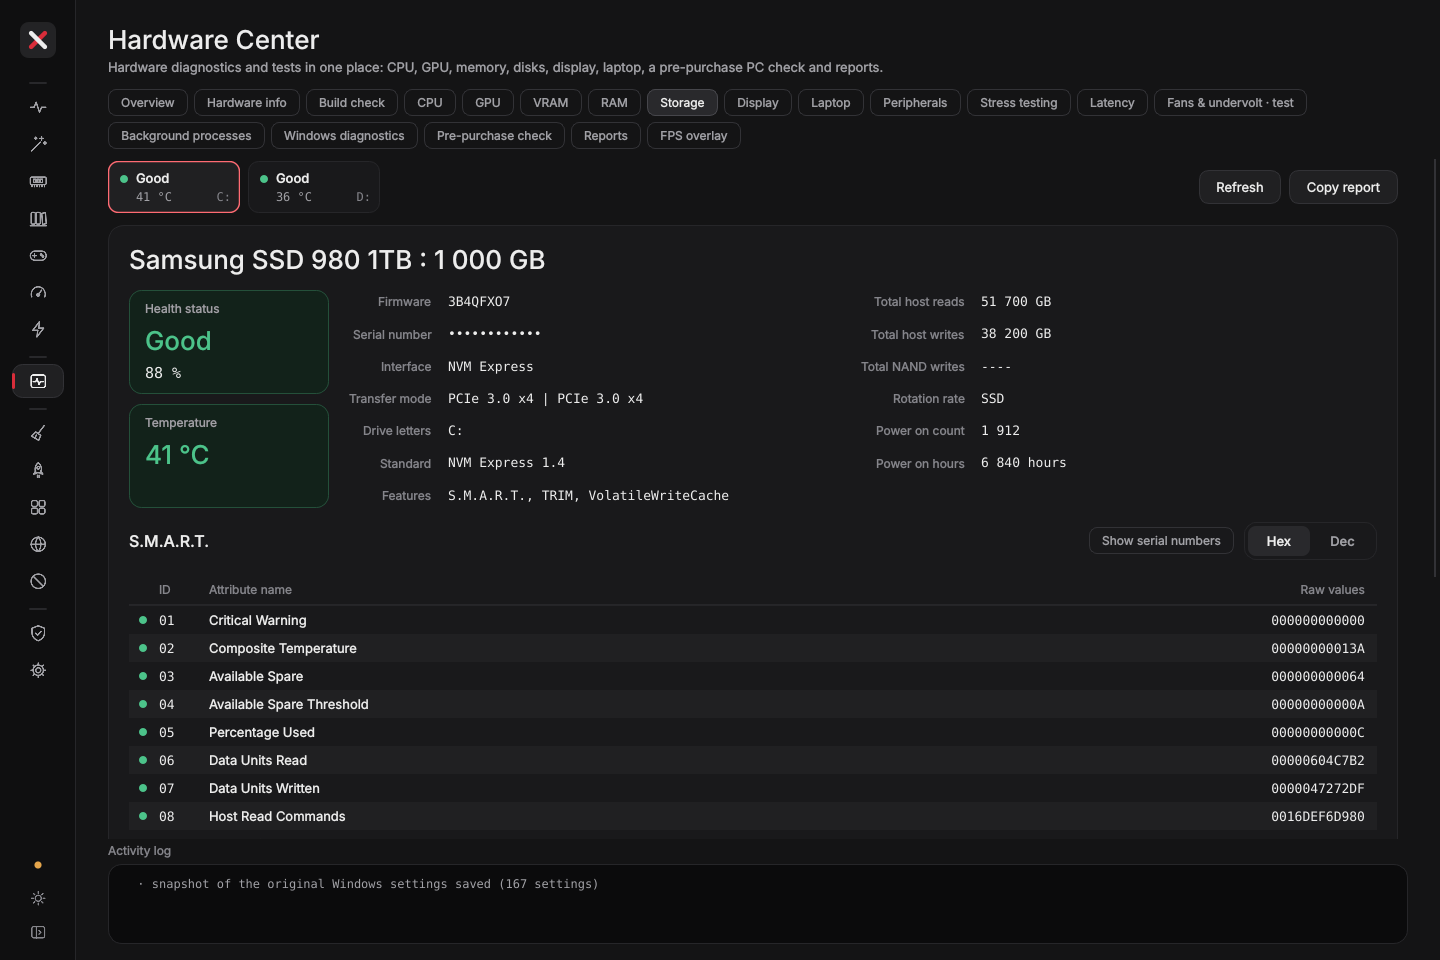 Hardware Center
Hardware diagnostics and tests in one place: CPU, GPU, memory, disks, display, laptop, a pre-purchase PC check and reports.
Overview Hardware info Build check CPU GPU VRAM RAM Storage Display Laptop Peripherals Stress testing Latency Fans & undervolt · test
Background processes Windows diagnostics Pre-purchase check Reports FPS overlay
Good Good
41 °C C: 36 °C D:
Refresh Copy report
Samsung SSD 980 1TB : 1 000 GB
Health status
Good
88 %
Temperature
41 °C
Firmware 3B4QFXO7
Serial number ••••••••••••
Interface NVM Express
Transfer mode PCIe 3.0 x4 | PCIe 3.0 x4
Drive letters C:
Standard NVM Express 1.4
Features S.M.A.R.T., TRIM, VolatileWriteCache
Total host reads 51 700 GB
Total host writes 38 200 GB
Total NAND writes ----
Rotation rate SSD
Power on count 1 912
Power on hours 6 840 hours
S.M.A.R.T. Show serial numbers Hex Dec
ID Attribute name Raw values
01 Critical Warning 000000000000
02 Composite Temperature 00000000013A
03 Available Spare 000000000064
04 Available Spare Threshold 00000000000A
05 Percentage Used 00000000000C
06 Data Units Read 00000604C7B2
07 Data Units Written 0000047272DF
08 Host Read Commands 0016DEF6D980
Activity log
· snapshot of the original Windows settings saved (167 settings)